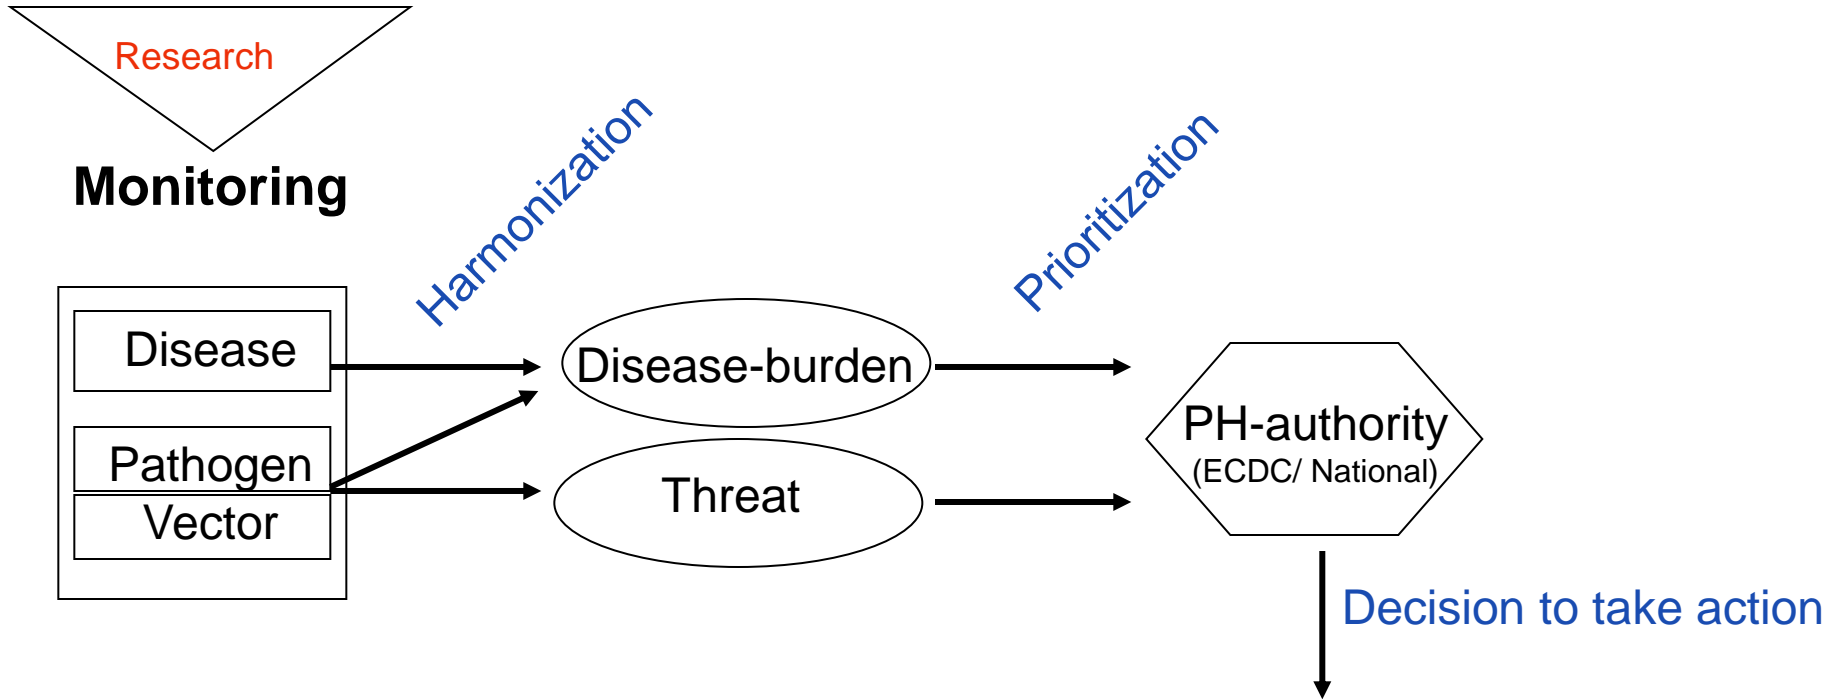 Research
Monitoring
Harmonization
Prioritization
Disease
Disease-burden
PH-authority
(ECDC/ National)
Pathogen
Threat
Vector
Decision to take action